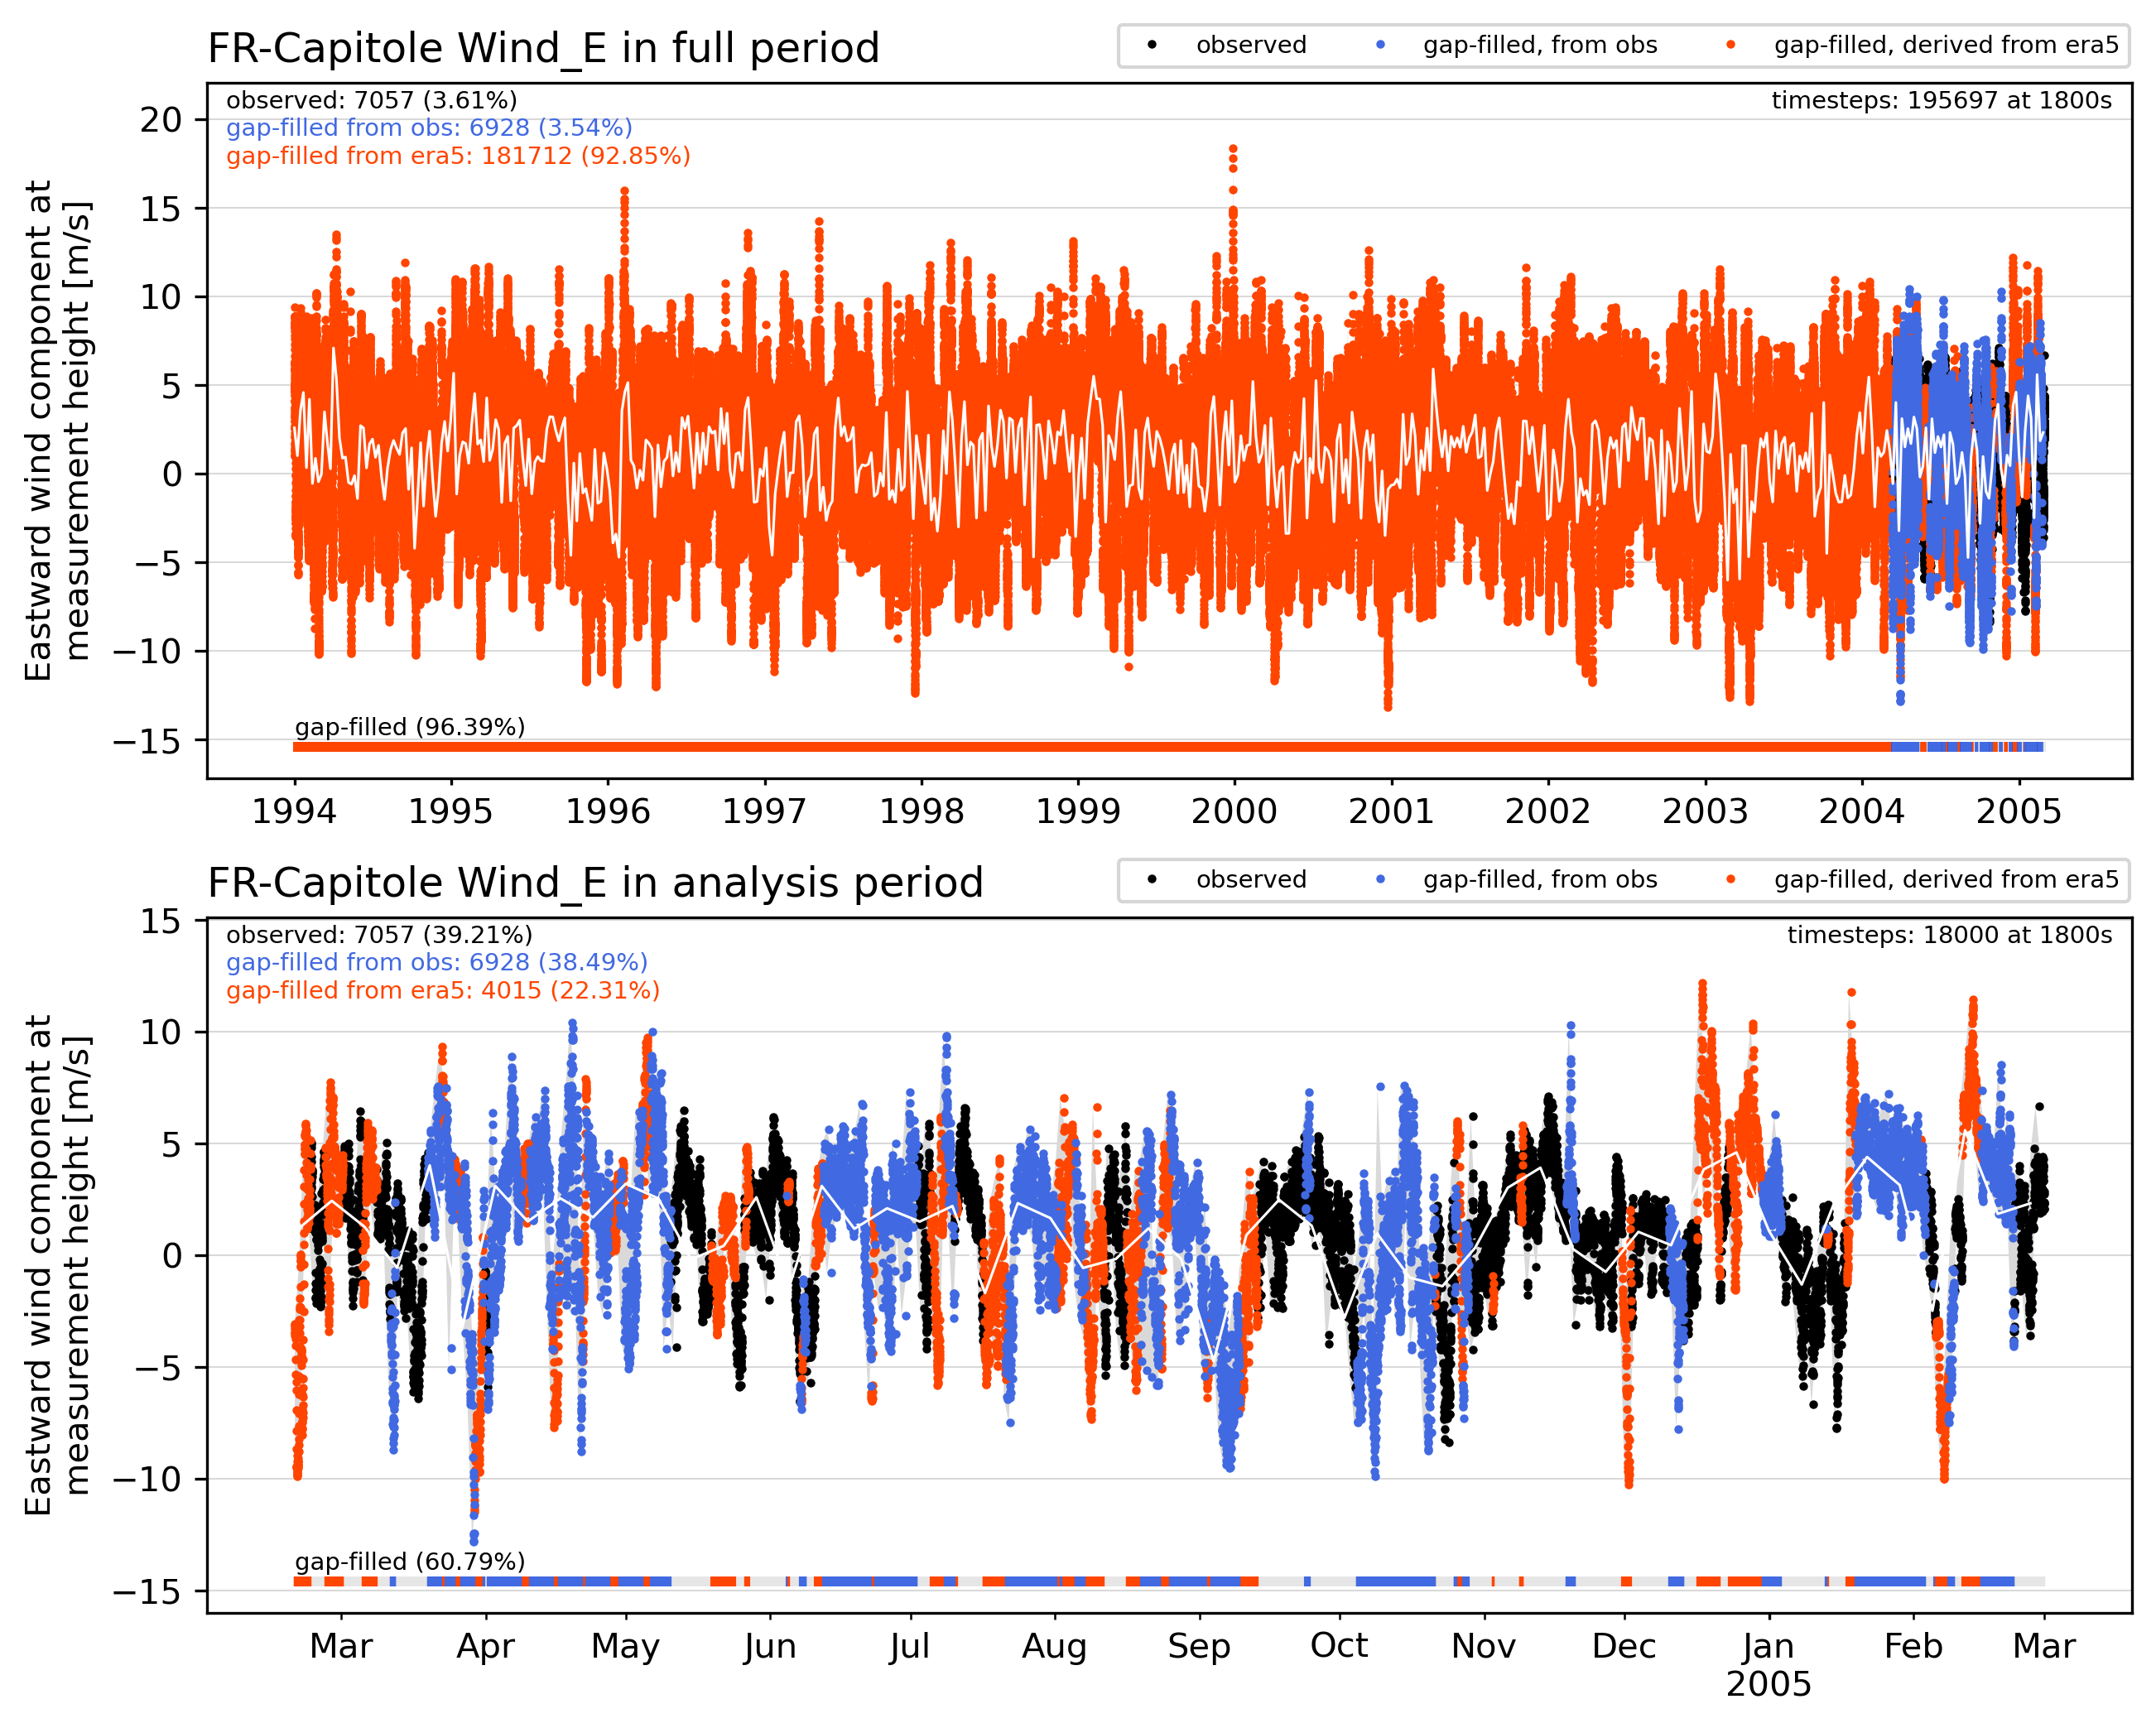 FR-Capitole Wind_E in full period
observed
gap-filled, from obs
gap-filled, derived from era5
observed: 7057 (3.61%)
gap-filled from obs: 6928 (3.54%)
gap-filled from era5: 181712 (92.85%)
timesteps: 195697 at 1800s
Eastward wind component at
measurement height [m/s]
20
15
10
5
0
−5
−10
−15
gap-filled (96.39%)
1994 1995 1996 1997 1998 1999 2000 2001 2002 2003 2004 2005
FR-Capitole Wind_E in analysis period
observed
gap-filled, from obs
gap-filled, derived from era5
observed: 7057 (39.21%)
gap-filled from obs: 6928 (38.49%)
gap-filled from era5: 4015 (22.31%)
timesteps: 18000 at 1800s
Eastward wind component at
measurement height [m/s]
15
10
5
0
−5
−10
−15
gap-filled (60.79%)
Mar Apr May Jun Jul Aug Sep Oct Nov Dec Jan Feb Mar
2005